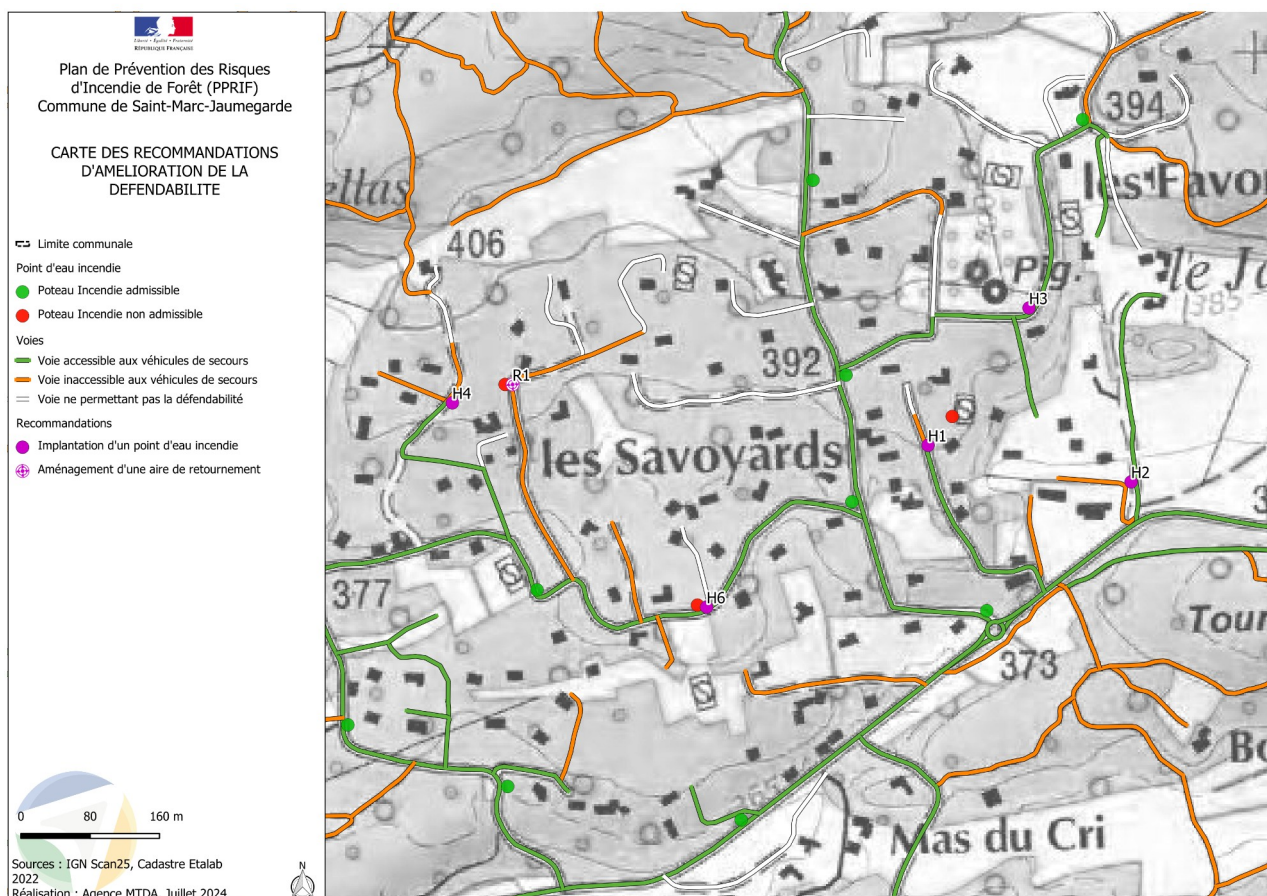 Liberté • Égalité • Fraternité
RÉPUBLIQUE FRANÇAISE
Plan de Prévention des Risques
d'Incendie de Forêt (PPRIF)
Commune de Saint-Marc-Jaumegarde
CARTE DES RECOMMANDATIONS
D'AMELIORATION DE LA
DEFENDABILITE
Limite communale
Point d'eau incendie
Poteau Incendie admissible
Poteau Incendie non admissible
Voies
Voie accessible aux véhicules de secours
Voie inaccessible aux véhicules de secours
Voie ne permettant pas la défendabilité
Recommandations
Implantation d'un point d'eau incendie
Aménagement d'une aire de retournement
0 80 160 m
Sources : IGN Scan25, Cadastre Etalab
2022
Réalisation : Agence MTDA, Juillet 2024
N
394
les Favor
ellas
406
S
S
S
Pig.
le Ja
385
H3
392
R1
H4
S
H1
les Savoyards
H2
S
377
H6
Tour
373
S
Bo
Mas du Cri